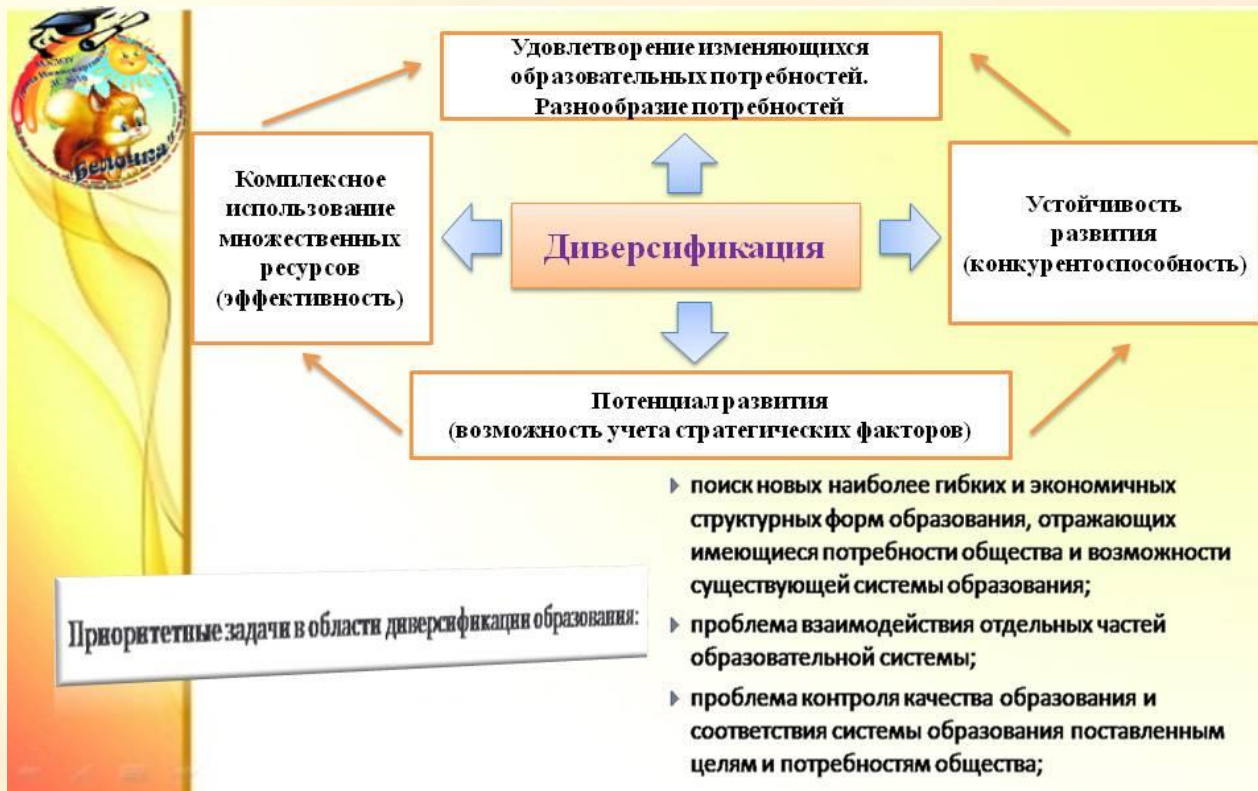 "Белочка"
Удовлетворение изменяющихся
образовательных потребностей.
Разнообразие потребностей
Комплексное
использование
множественных
ресурсов
(эффективность)
Диверсификация
Устойчивость
развития
(конкурентоспособность)
Потенциал развития
(возможность учета стратегических факторов)
Приоритетные задачи в области диверсификации образования:
поиск новых наиболее гибких и экономичных
структурных форм образования, отражающих
имеющиеся потребности общества и возможности
существующей системы образования;
проблема взаимодействия отдельных частей
образовательной системы;
проблема контроля качества образования и
соответствия системы образования поставленным
целям и потребностям общества;